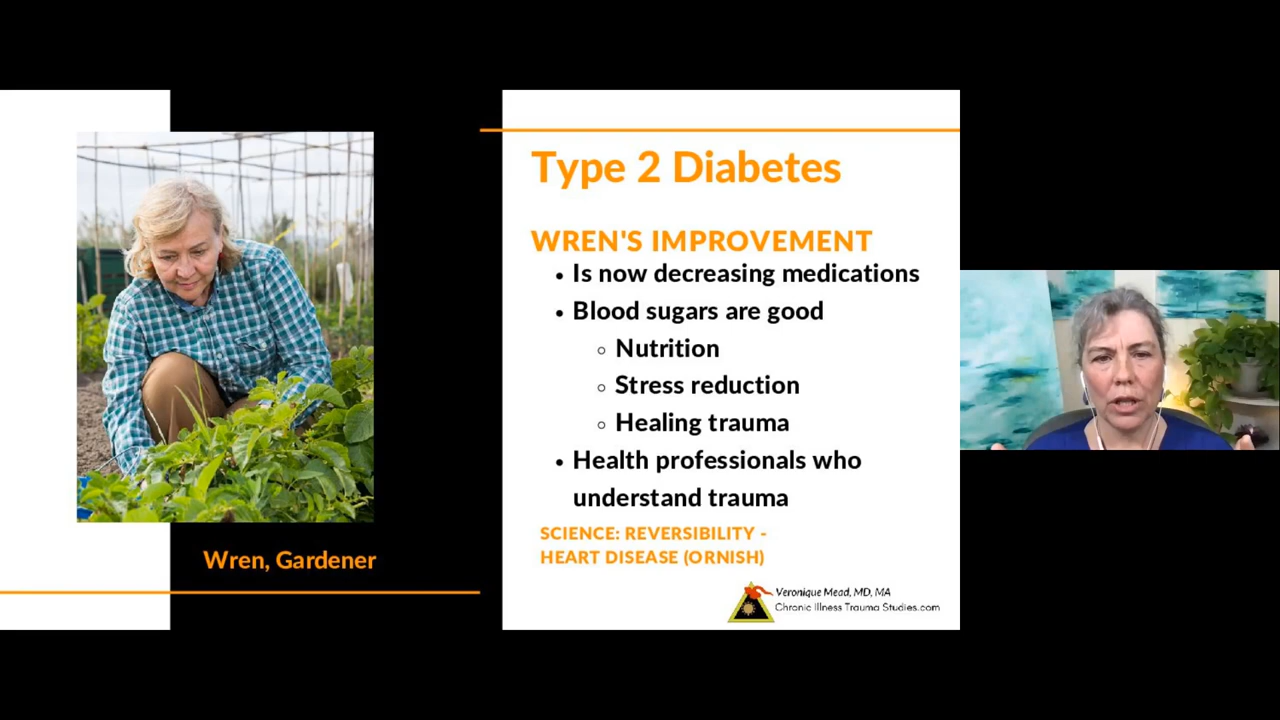 Type 2 Diabetes
WREN'S IMPROVEMENT
• Is now decreasing medications
• Blood sugars are good
○ Nutrition
○ Stress reduction
○ Healing trauma
• Health professionals who
understand trauma
SCIENCE: REVERSIBILITY -
HEART DISEASE (ORNISH)
Wren, Gardener
Veronique Mead, MD, MA
Chronic Illness Trauma Studies.com